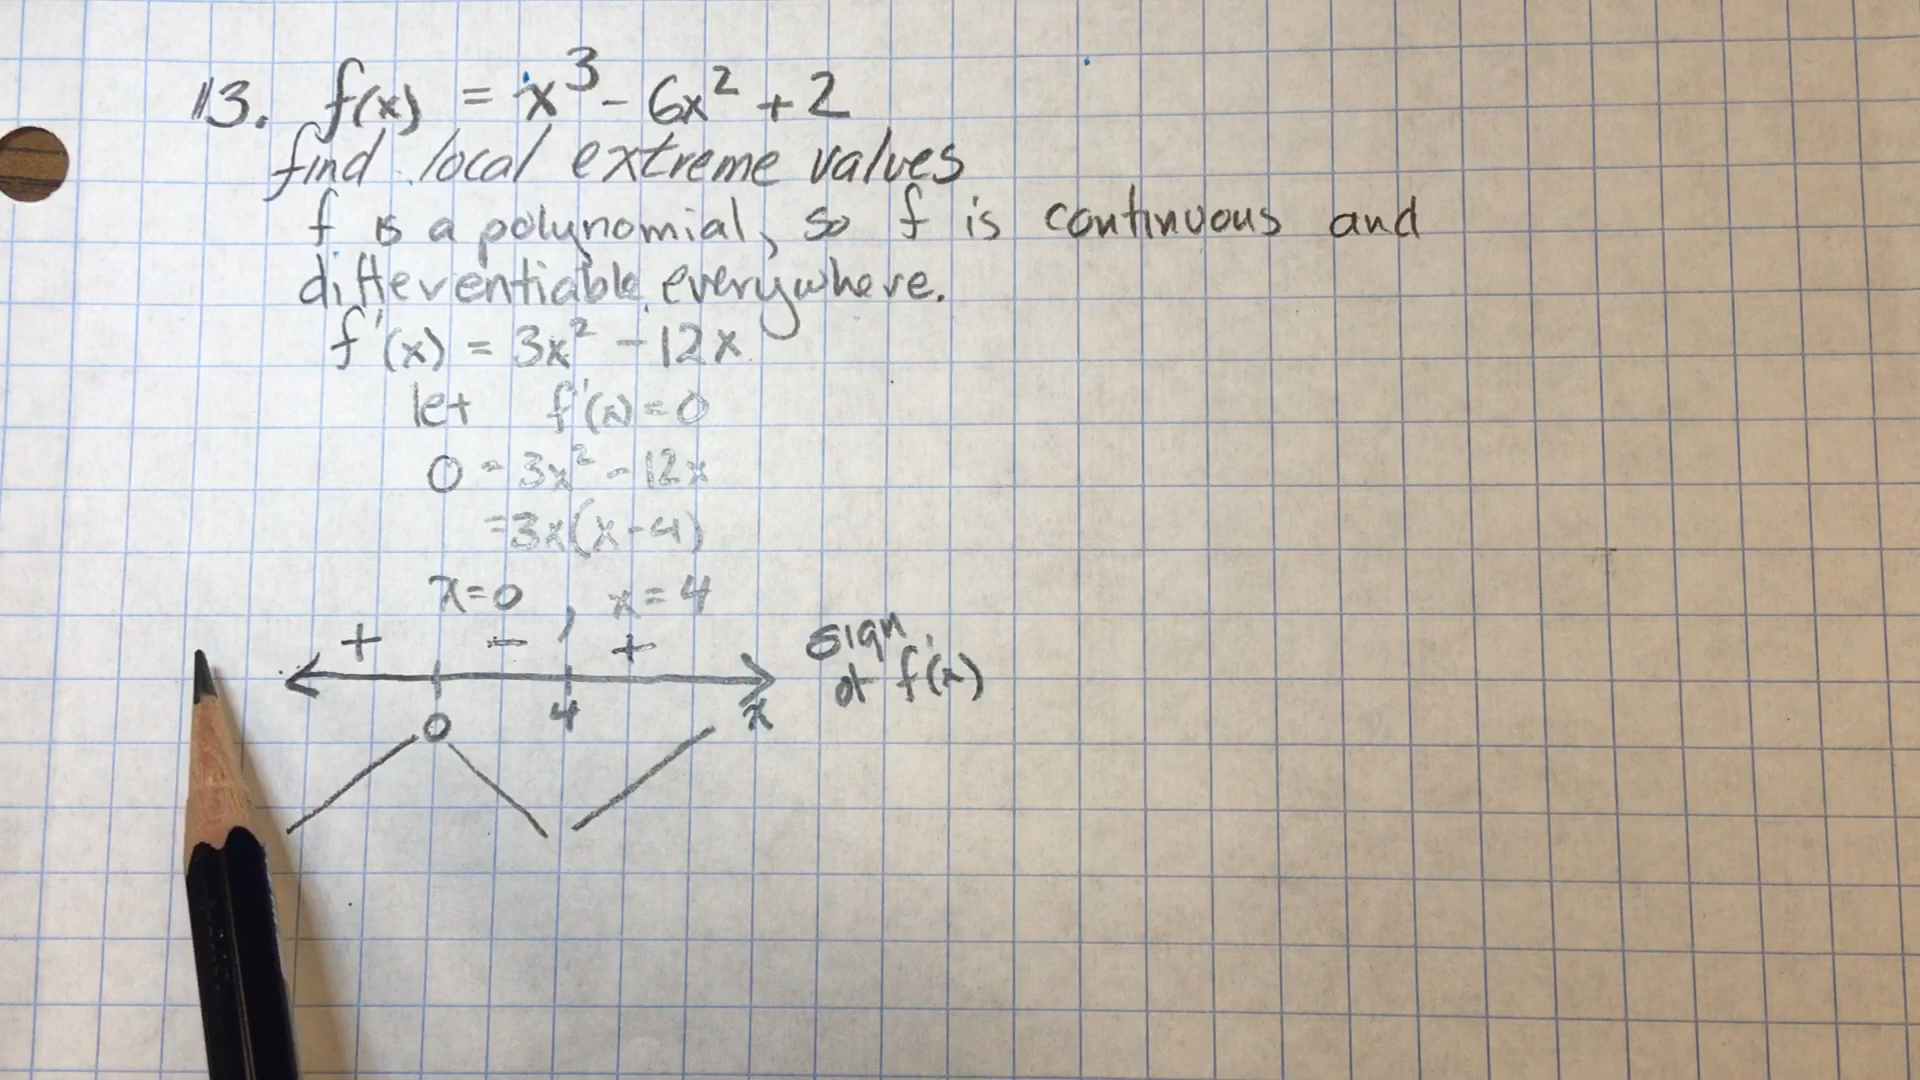 13. f(x) = x³ - 6x² + 2
find local extreme values
f is a polynomial, so f is continuous and
differentiable everywhere.
f'(x) = 3x² - 12x
let f'(x) = 0
0 = 3x² - 12x
= 3x(x-4)
x=0 , x=4
+ - +
sign
of f'(x)
0 4 x